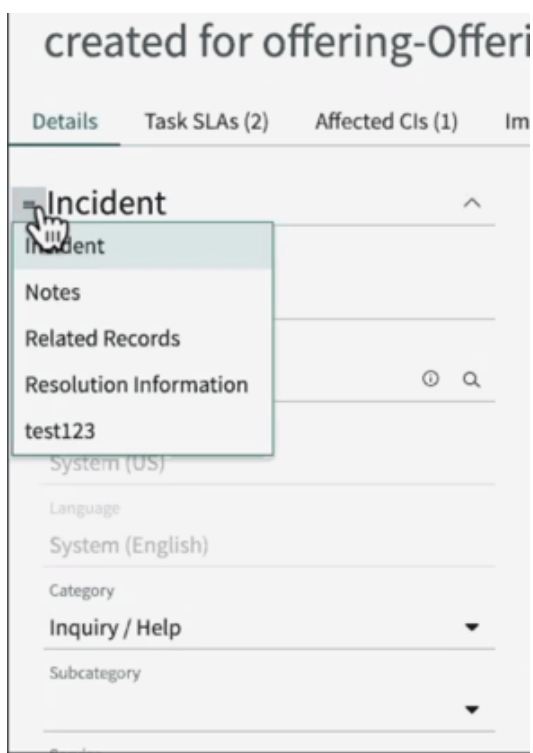 created for offering-Offeri
Details Task SLAs (2) Affected CIs (1) Im
Incident
Incident
Notes
Related Records
Resolution Information
test123
System (US)
Language
System (English)
Category
Inquiry / Help
Subcategory